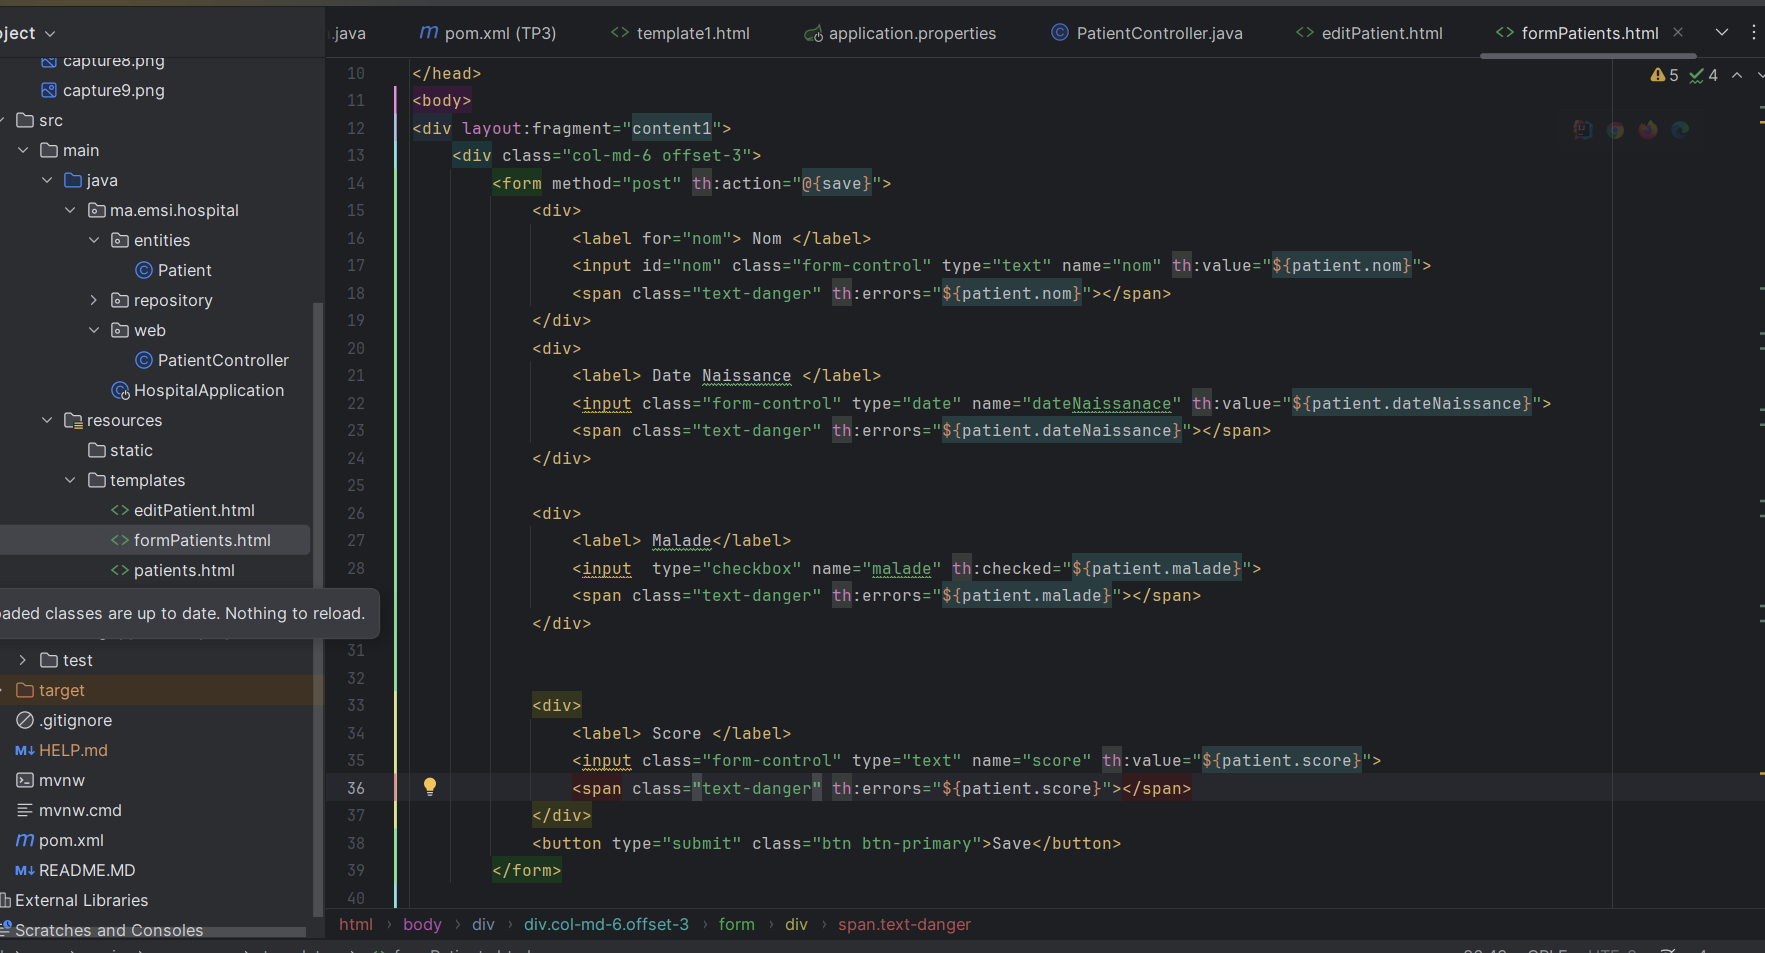 oject
.java
pom.xml (TP3)
template1.html
application.properties
PatientController.java
editPatient.html
formPatients.html
capture8.png
capture9.png
src
main
java
ma.emsi.hospital
entities
Patient
repository
web
PatientController
HospitalApplication
resources
static
templates
editPatient.html
formPatients.html
patients.html
oaded classes are up to date. Nothing to reload.
test
target
.gitignore
HELP.md
mvnw
mvnw.cmd
pom.xml
README.MD
External Libraries
Scratches and Consoles
5 4
10 </head>
11 <body>
12 <div layout:fragment="content1">
13 <div class="col-md-6 offset-3">
14 <form method="post" th:action="@{save}">
15 <div>
16 <label for="nom"> Nom </label>
17 <input id="nom" class="form-control" type="text" name="nom" th:value="${patient.nom}">
18 <span class="text-danger" th:errors="${patient.nom}"></span>
19 </div>
20 <div>
21 <label> Date Naissance </label>
22 <input class="form-control" type="date" name="dateNaissanace" th:value="${patient.dateNaissance}">
23 <span class="text-danger" th:errors="${patient.dateNaissance}"></span>
24 </div>
25
26 <div>
27 <label> Malade</label>
28 <input  type="checkbox" name="malade" th:checked="${patient.malade}">
<span class="text-danger" th:errors="${patient.malade}"></span>
</div>
31
32
33 <div>
34 <label> Score </label>
35 <input class="form-control" type="text" name="score" th:value="${patient.score}">
36 <span class="text-danger" th:errors="${patient.score}"></span>
37 </div>
38 <button type="submit" class="btn btn-primary">Save</button>
39 </form>
40
html › body › div › div.col-md-6.offset-3 › form › div › span.text-danger